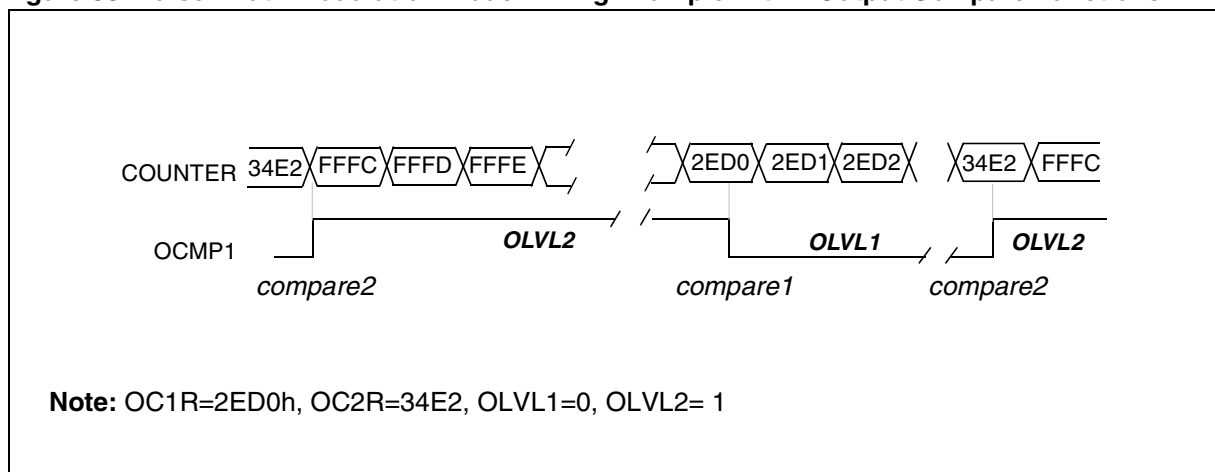 COUNTER 34E2 FFFC FFFD FFFE 2ED0 2ED1 2ED2 34E2 FFFC
OCMP1 OLVL2 OLVL1 OLVL2
compare2 compare1 compare2
Note: OC1R=2ED0h, OC2R=34E2, OLVL1=0, OLVL2= 1